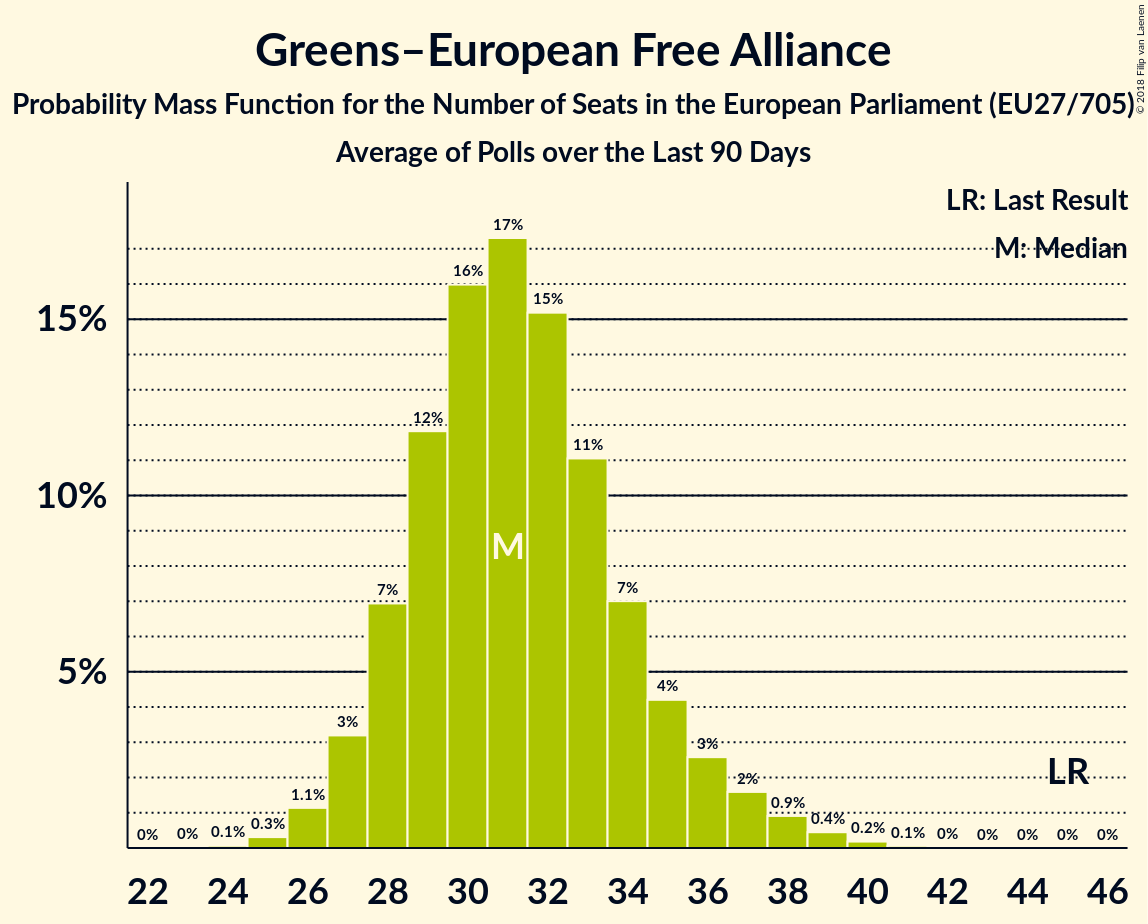 Greens–European Free Alliance
Probability Mass Function for the Number of Seats in the European Parliament (EU27/705)
Average of Polls over the Last 90 Days
© 2018 Filip van Laenen
LR: Last Result
M: Median
17%
16%
15%
15%
12%
11%
10%
M
7%
7%
5%
4%
3%
3%
2%
LR
1.1%
0.9%
0.4%
0.3%
0.2%
0% 0% 0.1% 0.1% 0% 0% 0% 0% 0%
22 24 26 28 30 32 34 36 38 40 42 44 46